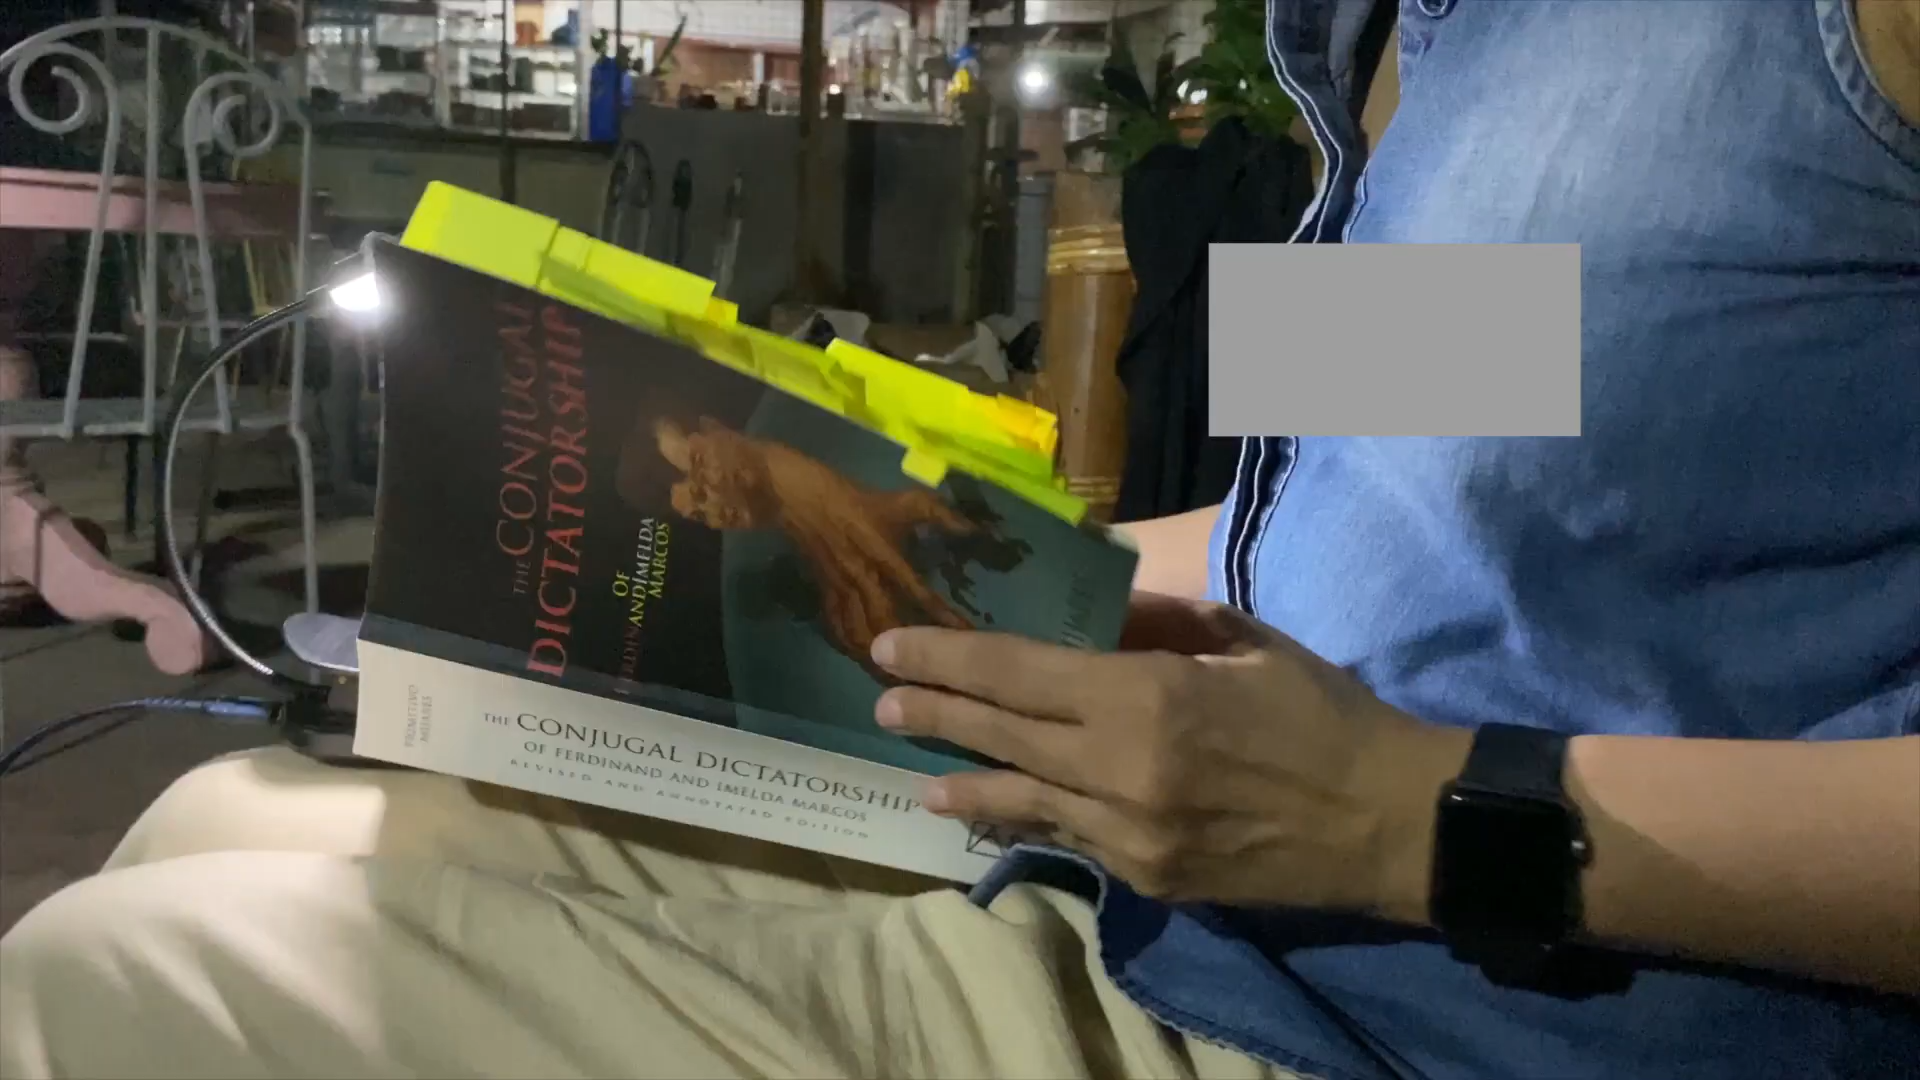 THE CONJUGAL
DICTATORSHIP
OF
FERDINAND IMELDA
MARCOS
PRIMITIVO
MIJARES
THE CONJUGAL DICTATORSHIP
OF FERDINAND AND IMELDA MARCOS
REVISED AND ANNOTATED EDITION